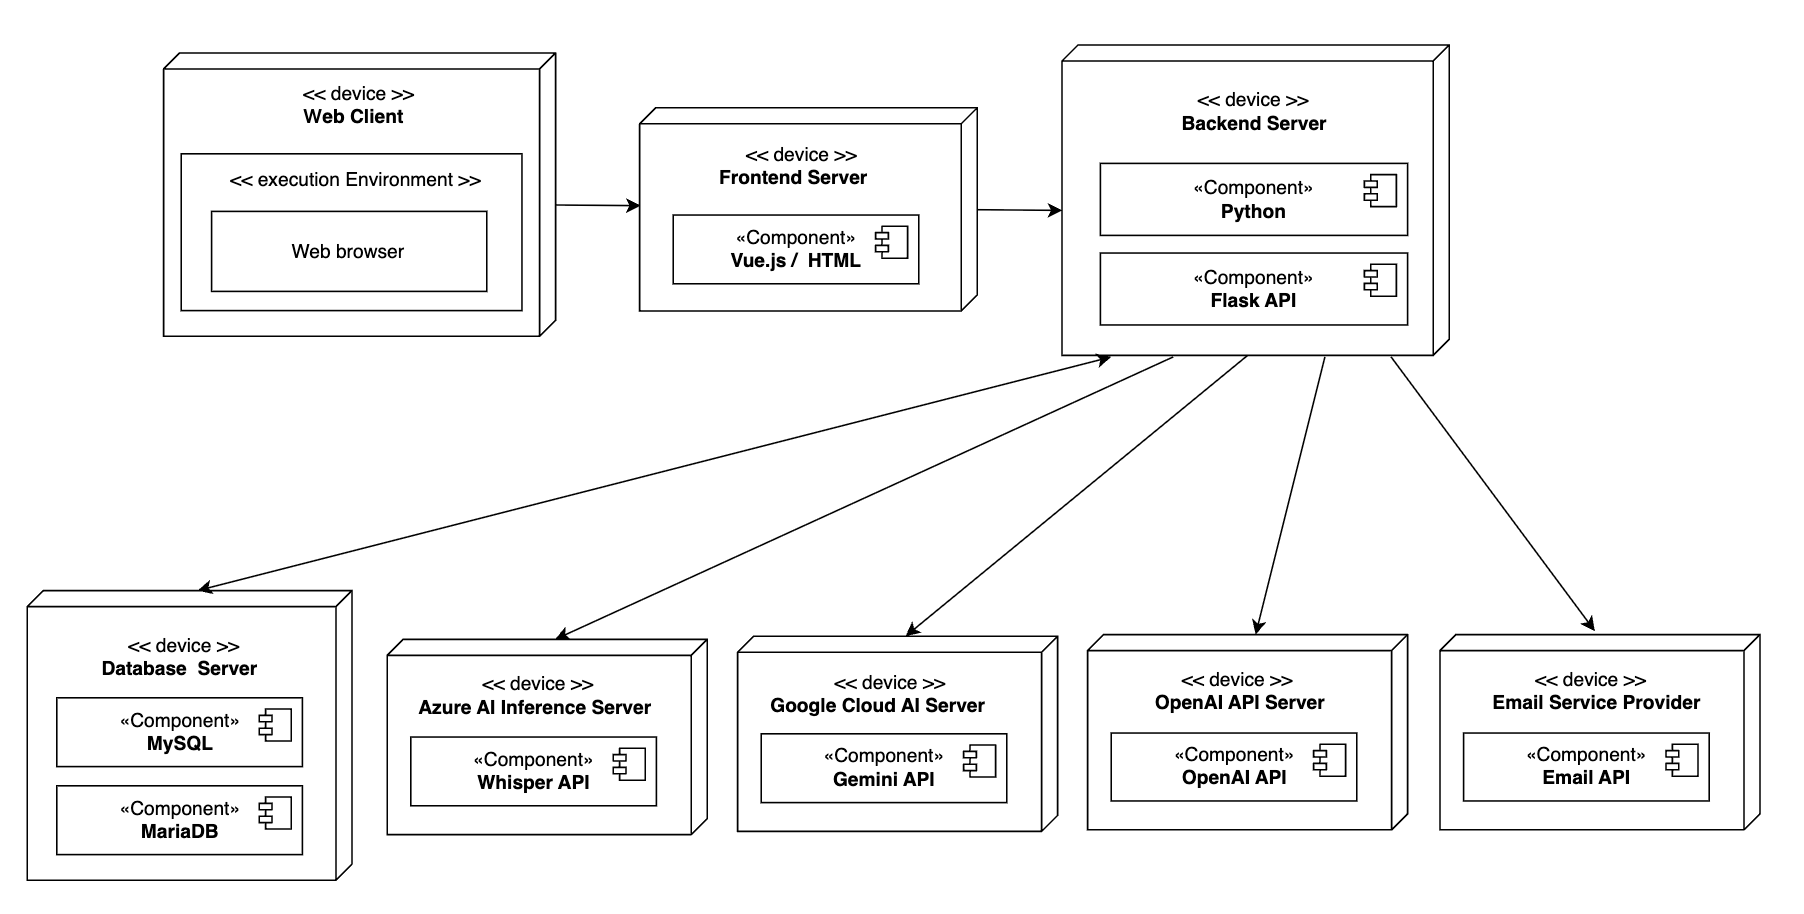 << device >>
Web Client
<< execution Environment >>
Web browser
<< device >>
Frontend Server
«Component»
Vue.js / HTML
<< device >>
Backend Server
«Component»
Python
«Component»
Flask API
<< device >>
Database Server
«Component»
MySQL
«Component»
MariaDB
<< device >>
Azure AI Inference Server
«Component»
Whisper API
<< device >>
Google Cloud AI Server
«Component»
Gemini API
<< device >>
OpenAI API Server
«Component»
OpenAI API
<< device >>
Email Service Provider
«Component»
Email API